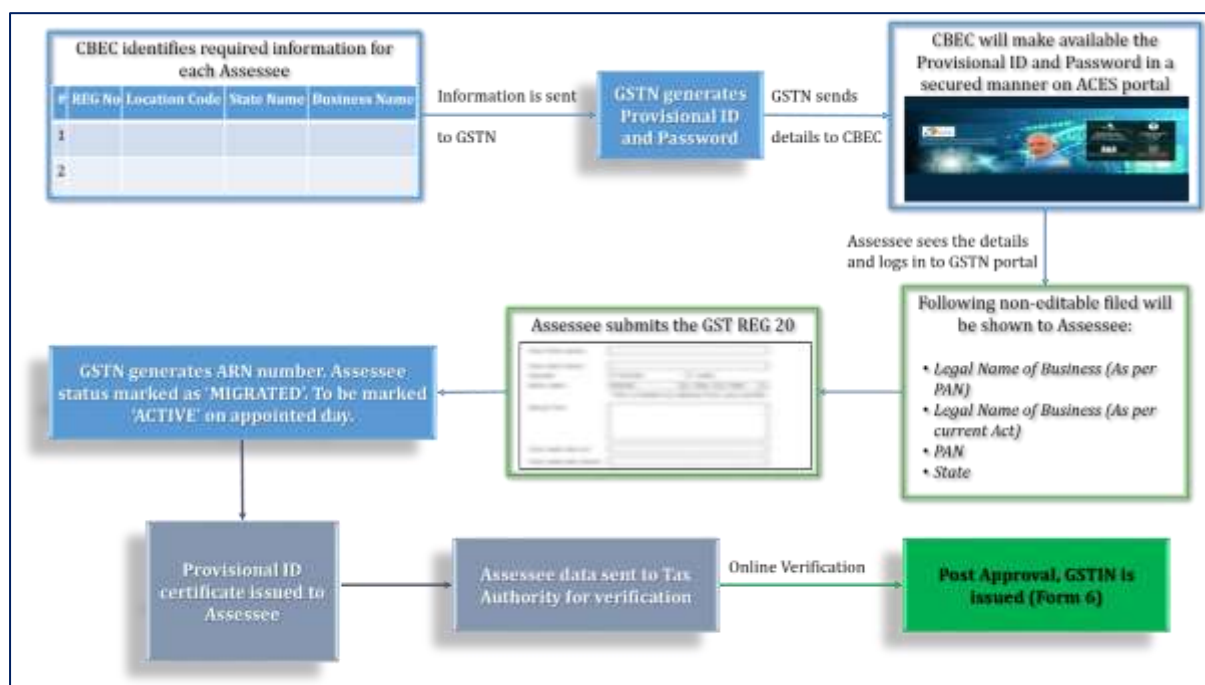 CBEC identifies required information for
each Assessee
# REG No Location Code State Name Business Name
1
2
Information is sent
to GSTN
GSTN generates
Provisional ID
and Password
GSTN sends
details to CBEC
CBEC will make available the
Provisional ID and Password in a
secured manner on ACES portal
Assessee sees the details
and logs in to GSTN portal
Following non-editable filed will
be shown to Assessee:
• Legal Name of Business (As per
PAN)
• Legal Name of Business (As per
current Act)
• PAN
• State
Assessee submits the GST REG 20
GSTN generates ARN number. Assessee
status marked as ‘MIGRATED’. To be marked
‘ACTIVE’ on appointed day.
Provisional ID
certificate issued to
Assessee
Assessee data sent to Tax
Authority for verification
Online Verification
Post Approval, GSTIN is
issued (Form 6)